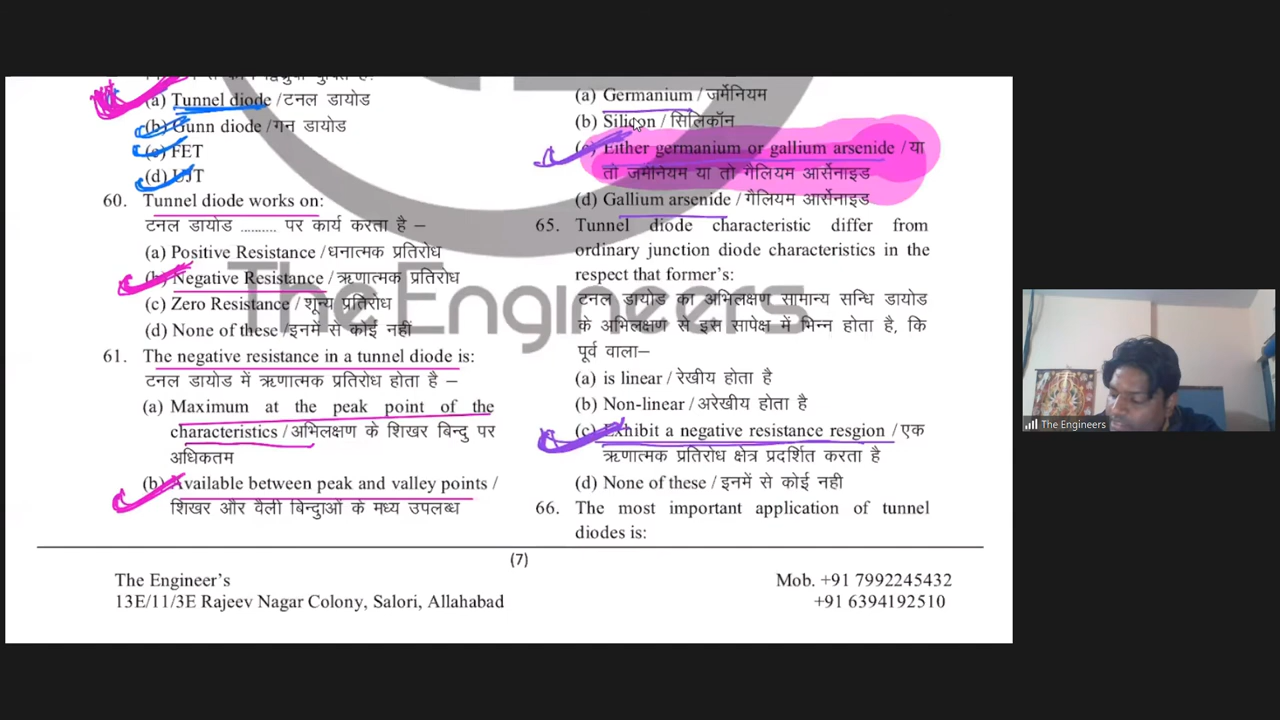 (a) Tunnel diode / टनल डायोड
(b) Gunn diode / गन डायोड
(c) FET
(d) UJT
60. Tunnel diode works on:
टनल डायोड .......... पर कार्य करता है –
(a) Positive Resistance / धनात्मक प्रतिरोध
(b) Negative Resistance / ऋणात्मक प्रतिरोध
(c) Zero Resistance / शून्य प्रतिरोध
(d) None of these / इनमें से कोई नहीं
61. The negative resistance in a tunnel diode is:
टनल डायोड में ऋणात्मक प्रतिरोध होता है –
(a) Maximum at the peak point of the
characteristics / अभिलक्षण के शिखर बिन्दु पर
अधिकतम
(b) Available between peak and valley points /
शिखर और वैली बिन्दुओं के मध्य उपलब्ध
(a) Germanium / जर्मेनियम
(b) Silicon / सिलिकॉन
(c) Either germanium or gallium arsenide / या
तो जर्मेनियम या तो गैलियम आर्सेनाइड
(d) Gallium arsenide / गैलियम आर्सेनाइड
65. Tunnel diode characteristic differ from
ordinary junction diode characteristics in the
respect that former's:
टनल डायोड का अभिलक्षण सामान्य सन्धि डायोड
के अभिलक्षण से इस सापेक्ष में भिन्न होता है, कि
पूर्व वाला–
(a) is linear / रेखीय होता है
(b) Non-linear / अरेखीय होता है
(c) Exhibit a negative resistance resgion / एक
ऋणात्मक प्रतिरोध क्षेत्र प्रदर्शित करता है
(d) None of these / इनमें से कोई नही
66. The most important application of tunnel
diodes is:
The Engineers
(7)
The Engineer's
13E/11/3E Rajeev Nagar Colony, Salori, Allahabad
Mob. +91 7992245432
+91 6394192510
The Engineers